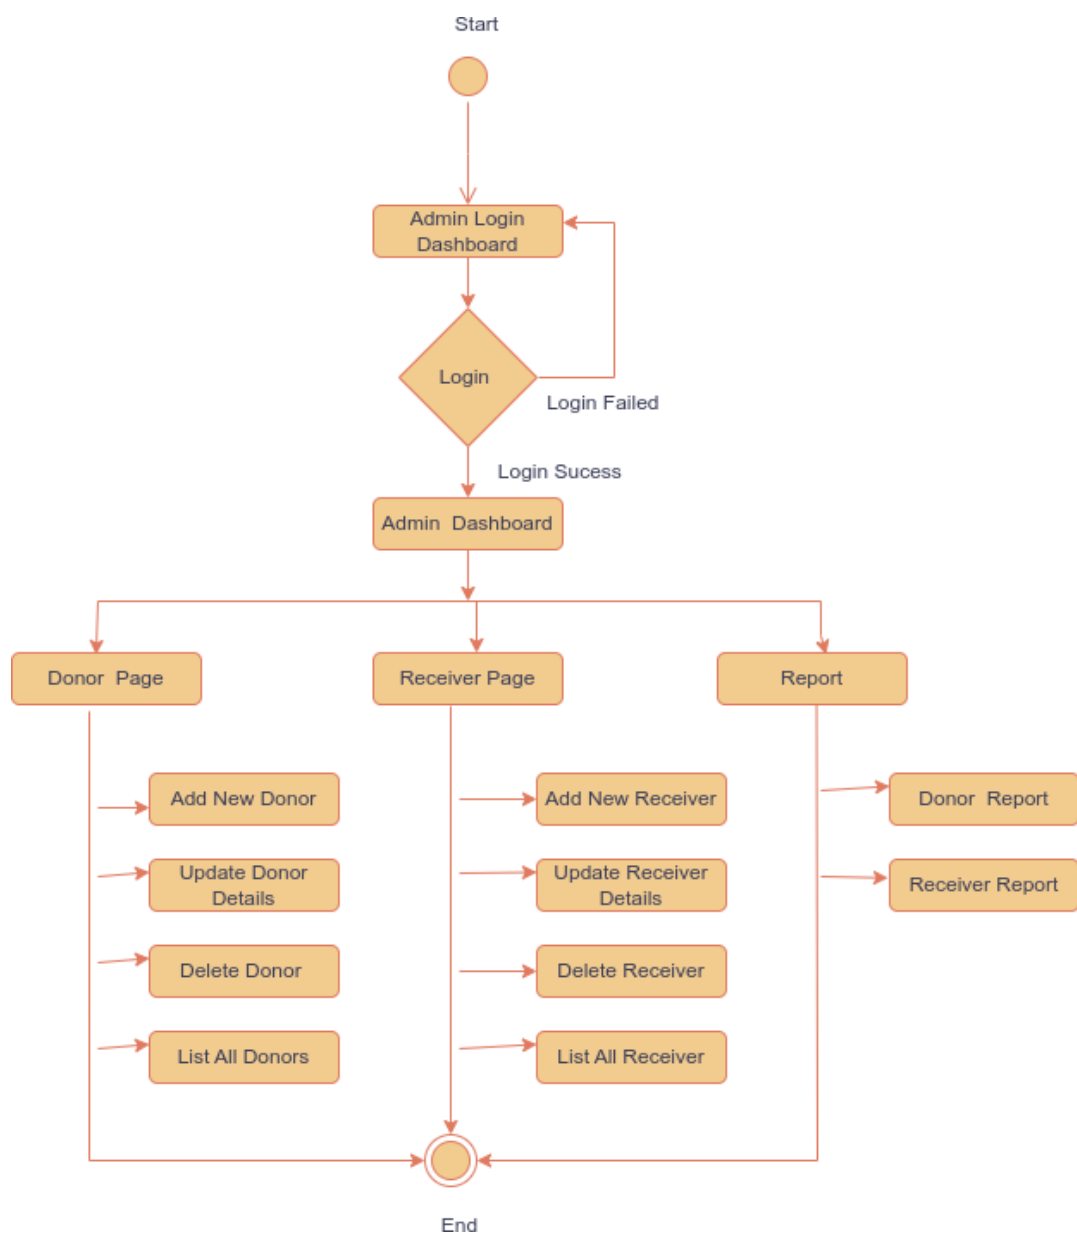 Start
Admin Login
Dashboard
Login
Login Failed
Login Sucess
Admin  Dashboard
Donor  Page
Receiver Page
Report
Add New Donor
Add New Receiver
Donor  Report
Update Donor
Details
Update Receiver
Details
Receiver Report
Delete Donor
Delete Receiver
List All Donors
List All Receiver
End